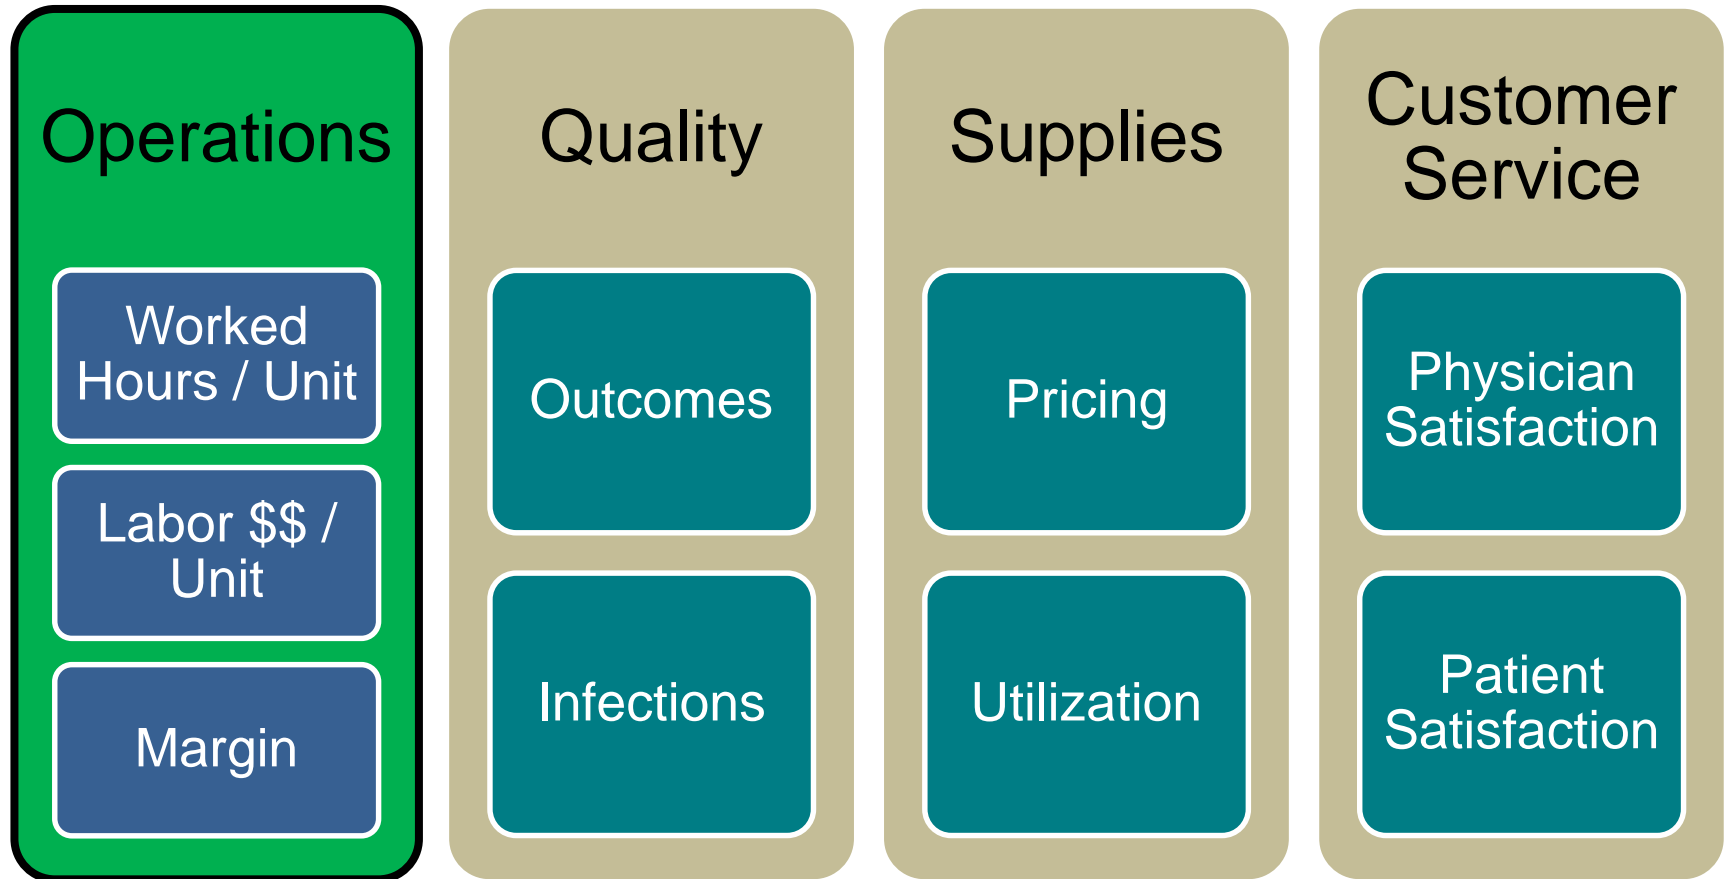 Operations
Worked
Hours / Unit
Labor $$ /
Unit
Margin
Quality
Outcomes
Infections
Supplies
Pricing
Utilization
Customer
Service
Physician
Satisfaction
Patient
Satisfaction